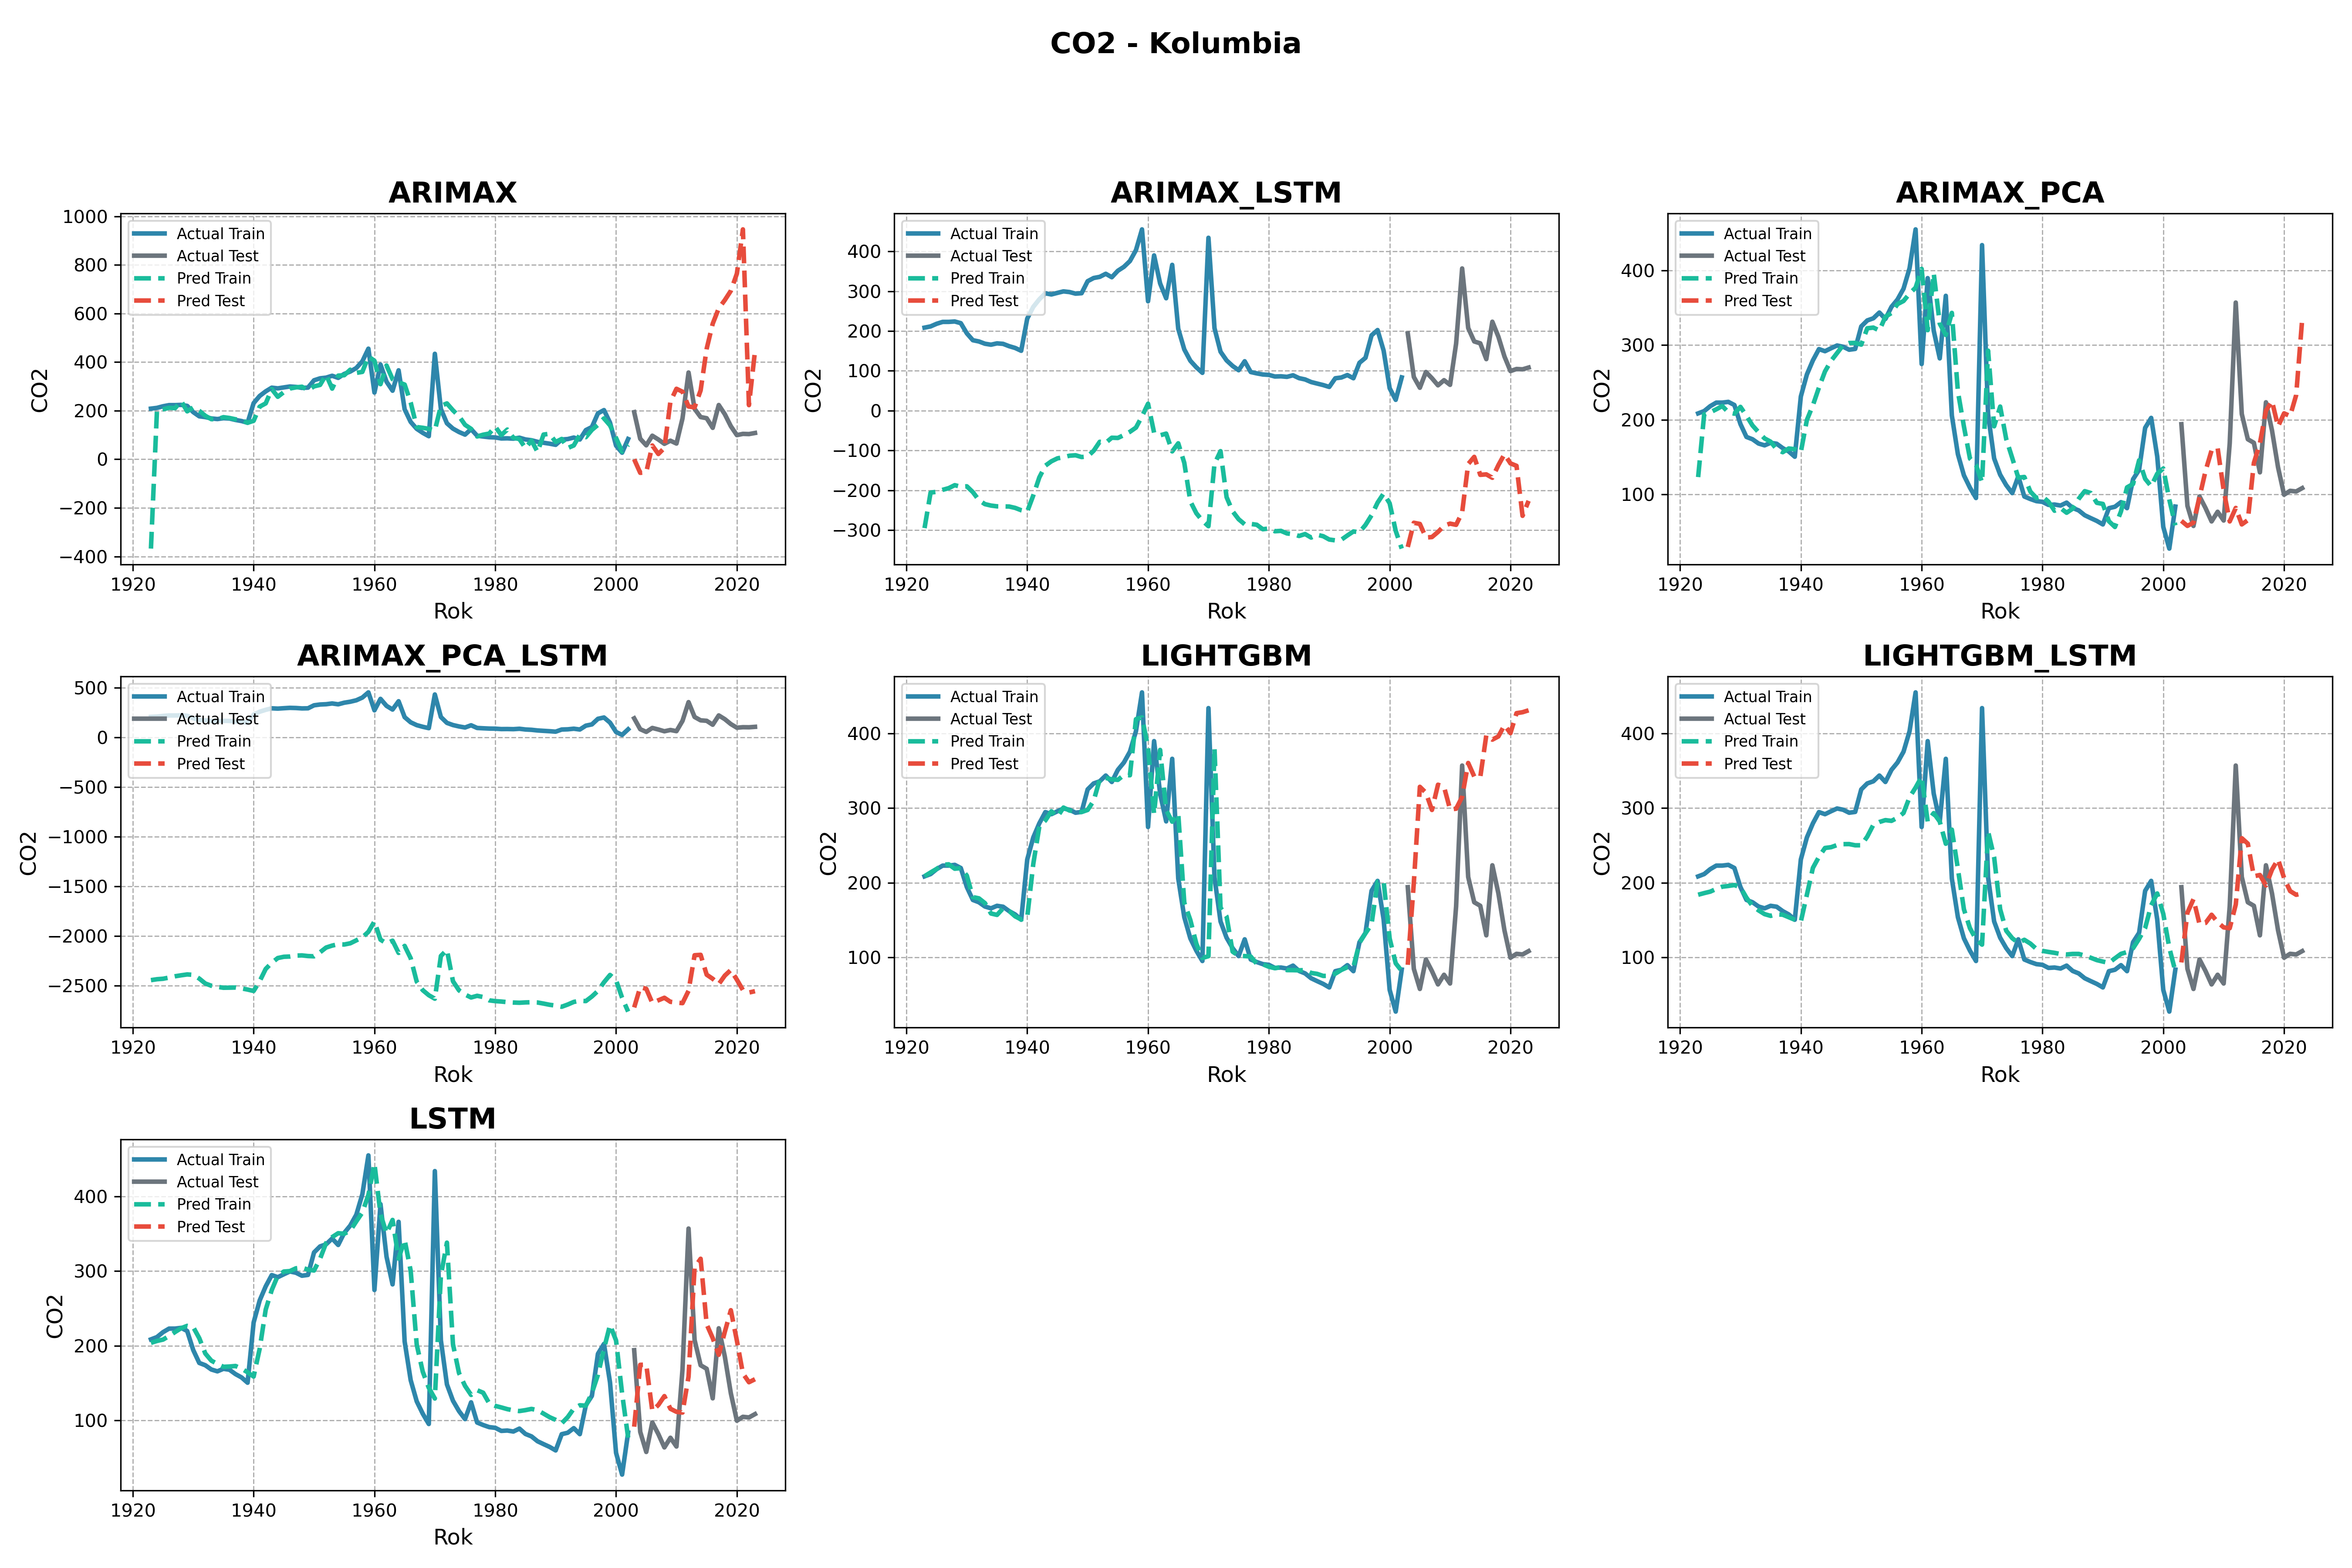 CO2 - Kolumbia
ARIMAX
1000
800
600
400
200
0
−200
−400
CO2
Actual Train
Actual Test
Pred Train
Pred Test
1920 1940 1960 1980 2000 2020
Rok
ARIMAX_LSTM
400
300
200
100
0
−100
−200
−300
CO2
Actual Train
Actual Test
Pred Train
Pred Test
1920 1940 1960 1980 2000 2020
Rok
ARIMAX_PCA
400
300
200
100
CO2
Actual Train
Actual Test
Pred Train
Pred Test
1920 1940 1960 1980 2000 2020
Rok
ARIMAX_PCA_LSTM
500
0
−500
−1000
−1500
−2000
−2500
CO2
Actual Train
Actual Test
Pred Train
Pred Test
1920 1940 1960 1980 2000 2020
Rok
LIGHTGBM
400
300
200
100
CO2
Actual Train
Actual Test
Pred Train
Pred Test
1920 1940 1960 1980 2000 2020
Rok
LIGHTGBM_LSTM
400
300
200
100
CO2
Actual Train
Actual Test
Pred Train
Pred Test
1920 1940 1960 1980 2000 2020
Rok
LSTM
400
300
200
100
CO2
Actual Train
Actual Test
Pred Train
Pred Test
1920 1940 1960 1980 2000 2020
Rok